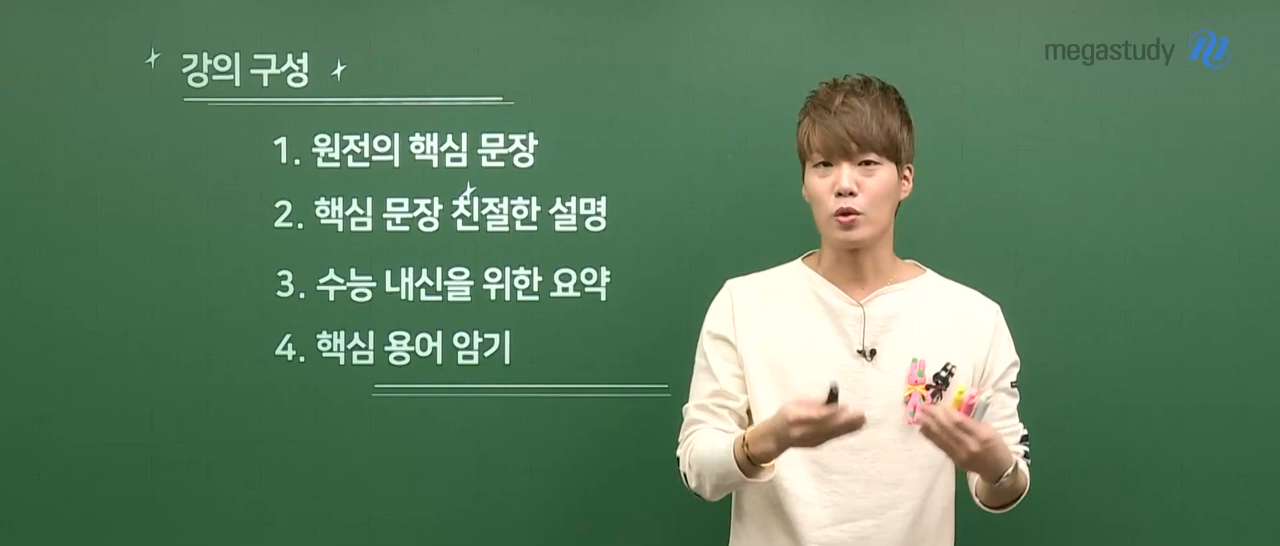 강의 구성
megastudy
1. 원전의 핵심 문장
2. 핵심 문장 친절한 설명
3. 수능 내신을 위한 요약
4. 핵심 용어 암기